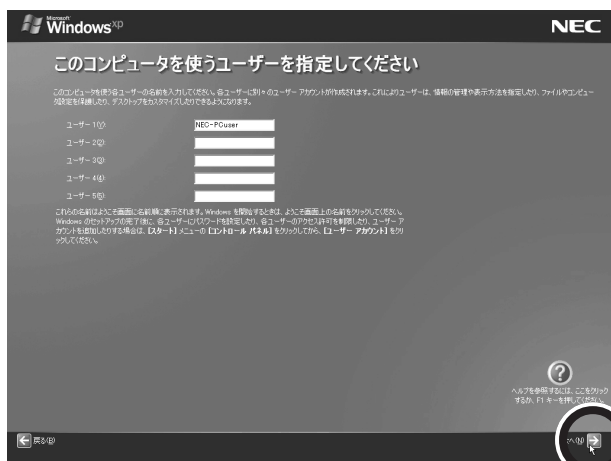 Microsoft
Windows xp
NEC
このコンピュータを使うユーザーを指定してください
このコンピュータを使う各ユーザーの名前を入力してください。各ユーザーに別々のユーザー アカウントが作成されます。これによりユーザーは、情報の管理や表示方法を指定したり、ファイルやコンピュー
タ設定を保護したり、デスクトップをカスタマイズしたりできるようになります。
ユーザー 1(Y):
NEC-PCuser
ユーザー 2(2):
ユーザー 3(3):
ユーザー 4(4):
ユーザー 5(5):
これらの名前はようこそ画面に名前順に表示されます。Windows を開始するときは、ようこそ画面上の名前をクリックしてください。
Windows のセットアップの完了後に、各ユーザーにパスワードを設定したり、各ユーザーのアクセス許可を制限したり、ユーザー ア
カウントを追加したりする場合は、[スタート] メニューの [コントロール パネル] をクリックしてから、[ユーザー アカウント] をクリ
ックしてください。
ヘルプを参照するには、ここをクリック
するか、F1 キーを押してください。
戻る(B)
へ(N)